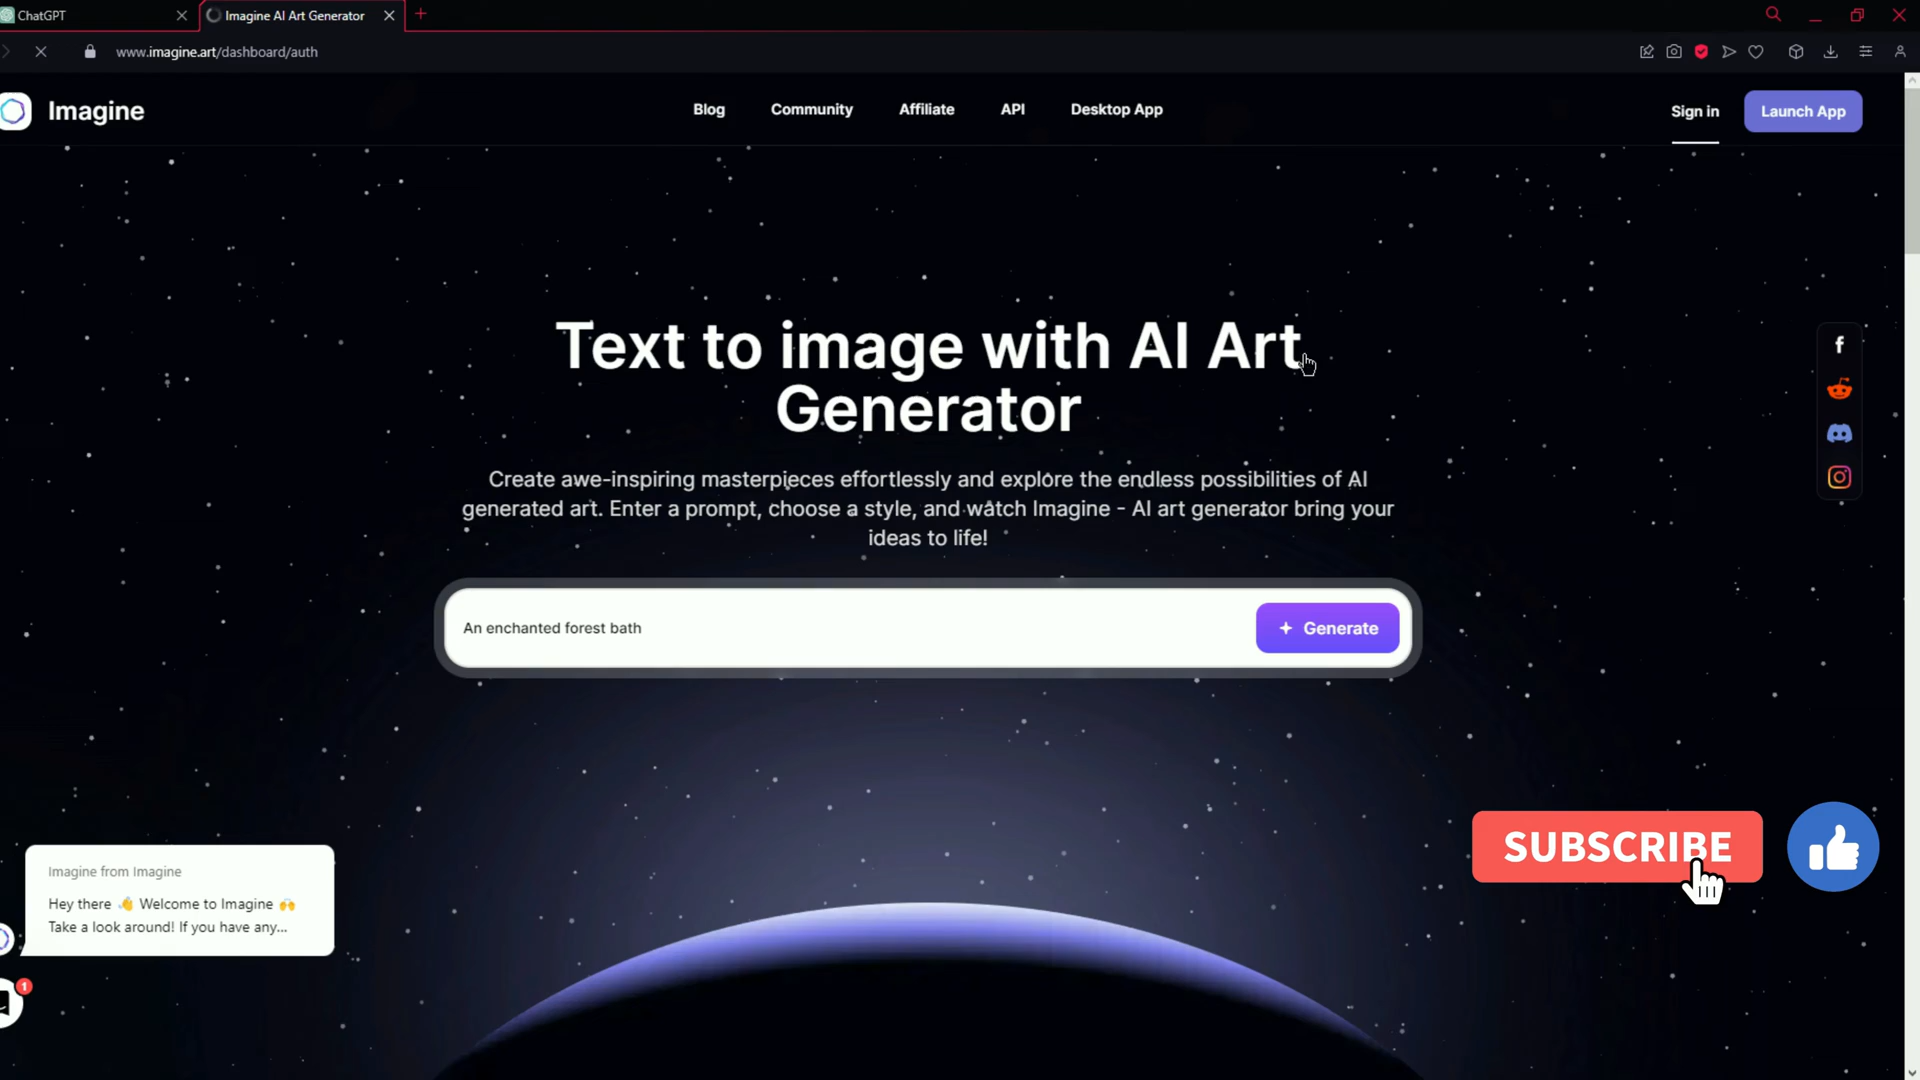 ChatGPT
Imagine AI Art Generator
www.imagine.art/dashboard/auth
Imagine
Blog
Community
Affiliate
API
Desktop App
Sign in
Launch App
Text to image with AI Art
Generator
Create awe-inspiring masterpieces effortlessly and explore the endless possibilities of AI
generated art. Enter a prompt, choose a style, and watch Imagine - AI art generator bring your
ideas to life!
An enchanted forest bath
Generate
SUBSCRIBE
Imagine from Imagine
Hey there 👋 Welcome to Imagine 🙌
Take a look around! If you have any...
1